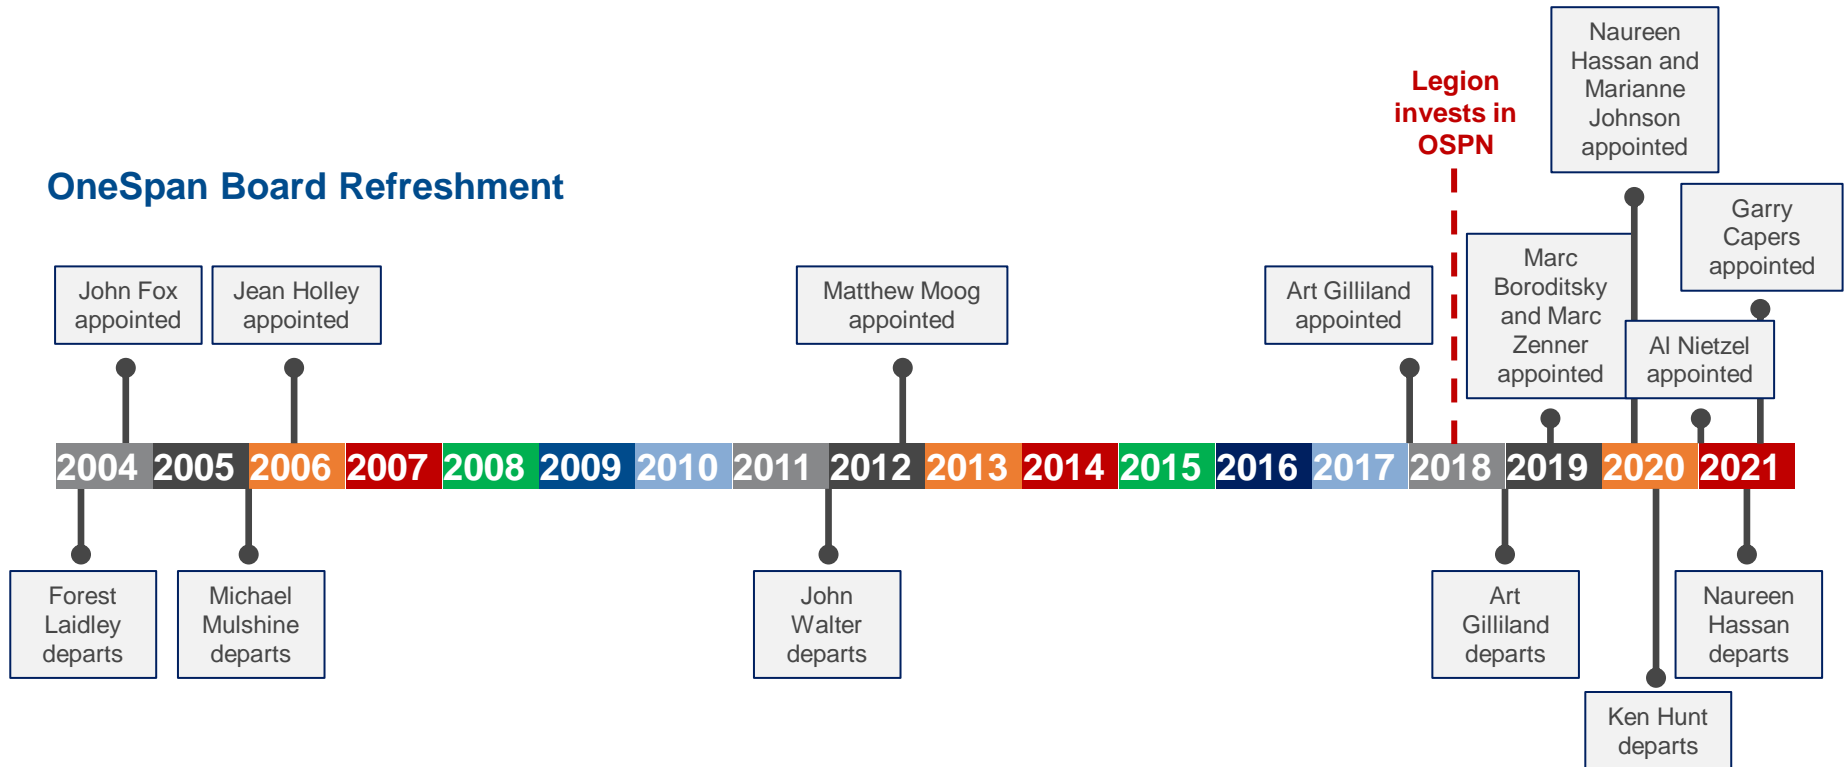 Naureen
Hassan and
Marianne
Johnson
appointed
Legion
invests in
OSPN
OneSpan Board Refreshment
Garry
Capers
appointed
Marc
Boroditsky
and Marc
Zenner
appointed
John Fox
appointed
Jean Holley
appointed
Matthew Moog
appointed
Art Gilliland
appointed
Al Nietzel
appointed
2004 2005 2006 2007 2008 2009 2010 2011 2012 2013 2014 2015 2016 2017 2018 2019 2020 2021
Forest
Laidley
departs
Michael
Mulshine
departs
John
Walter
departs
Art
Gilliland
departs
Naureen
Hassan
departs
Ken Hunt
departs